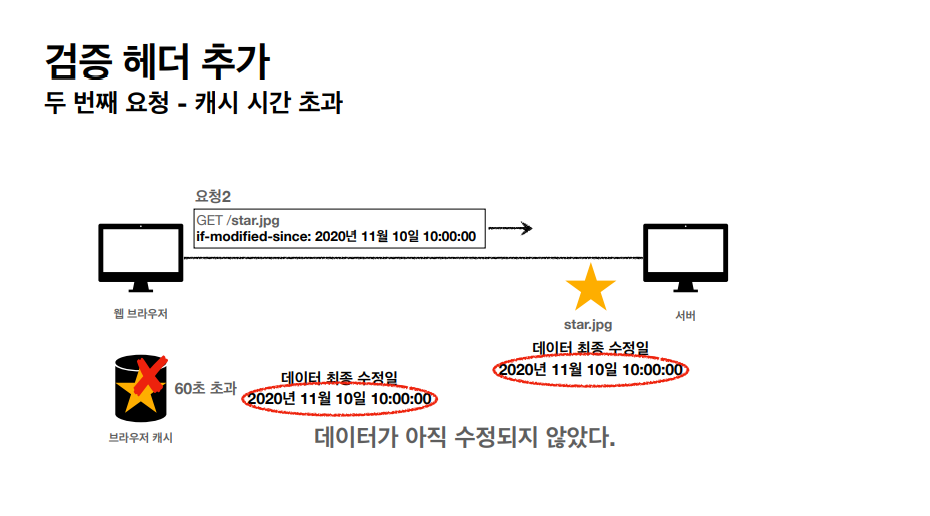 검증 헤더 추가
두 번째 요청 - 캐시 시간 초과
요청2
GET /star.jpg
if-modified-since: 2020년 11월 10일 10:00:00
웹 브라우저
star.jpg
서버
데이터 최종 수정일
2020년 11월 10일 10:00:00
60초 초과
데이터 최종 수정일
2020년 11월 10일 10:00:00
브라우저 캐시
데이터가 아직 수정되지 않았다.